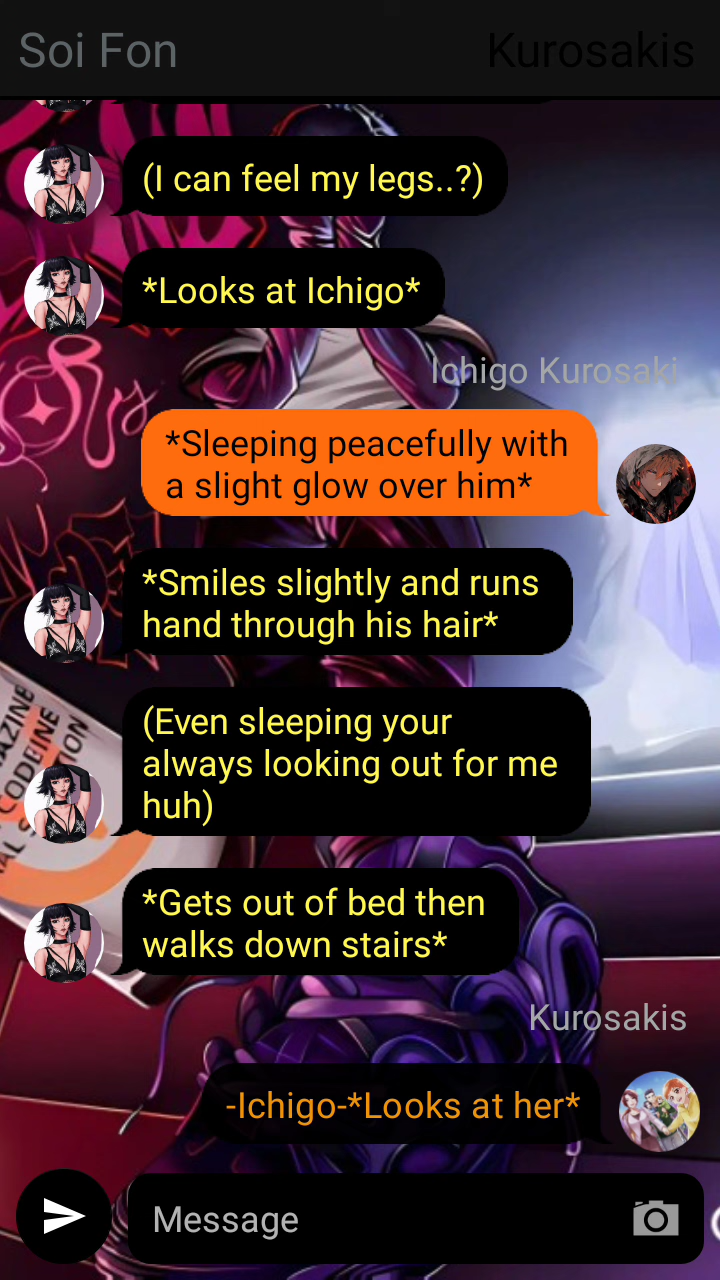 Soi Fon
Kurosakis
(I can feel my legs..?)
*Looks at Ichigo*
Ichigo Kurosaki
*Sleeping peacefully with
a slight glow over him*
*Smiles slightly and runs
hand through his hair*
(Even sleeping your
always looking out for me
huh)
AZINE
CODEINE
*Gets out of bed then
walks down stairs*
Kurosakis
-Ichigo-*Looks at her*
Message